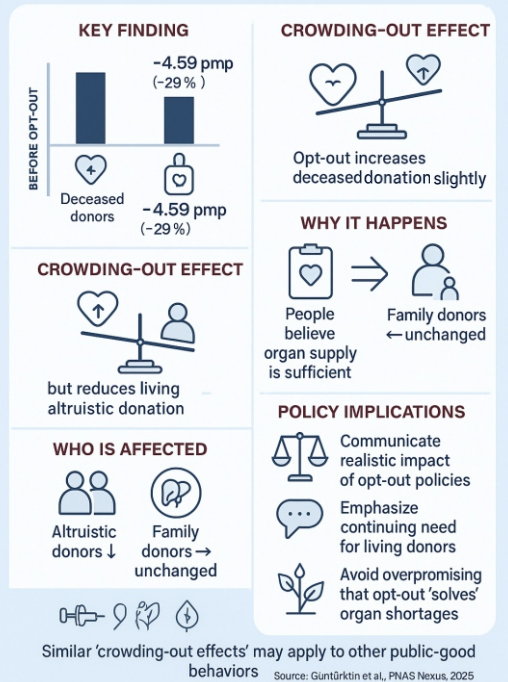 KEY FINDING
−4.59 pmp
(−29 % )
BEFORE OPT-OUT
Deceased
donors
−4.59 pmp
(−29%)
CROWDING–OUT EFFECT
but reduces living
altruistic donation
WHO IS AFFECTED
Altruistic
donors ↓
Family
donors →
unchanged
CROWDING–OUT EFFECT
Opt-out increases
deceased donation slightly
WHY IT HAPPENS
People
believe
organ supply
is sufficient
Family donors
← unchanged
POLICY IMPLICATIONS
Communicate
realistic impact
of opt-out policies
Emphasize
continuing need
for living donors
Avoid overpromising
that opt-out 'solves'
organ shortages
Similar 'crowding-out effects' may apply to other public-good
behaviors
Source: Güntürktin et al,, PNAS Nexus, 2025